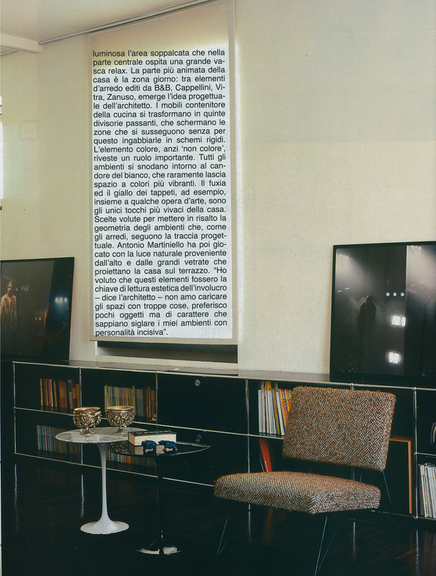 luminosa l'area soppalcata che nella
parte centrale ospita una grande va-
sca relax. La parte più animata della
casa è la zona giorno: tra elementi
d'arredo editi da B&B, Cappellini, Vi-
tra, Zanuso, emerge l'idea progettua-
le dell'architetto. I mobili contenitore
della cucina si trasformano in quinte
divisorie passanti, che schermano le
zone che si susseguono senza per
questo ingabbiarle in schemi rigidi.
L'elemento colore, anzi 'non colore',
riveste un ruolo importante. Tutti gli
ambienti si snodano intorno al can-
dore del bianco, che raramente lascia
spazio a colori più vibranti. Il fuxia
ed il giallo dei tappeti, ad esempio,
insieme a qualche opera d'arte, sono
gli unici tocchi più vivaci della casa.
Scelte volute per mettere in risalto la
geometria degli ambienti che, come
gli arredi, seguono la traccia proget-
tuale. Antonio Martiniello ha poi gio-
cato con la luce naturale proveniente
dall'alto e dalle grandi vetrate che
proiettano la casa sul terrazzo. "Ho
voluto che questi elementi fossero la
chiave di lettura estetica dell'involucro
– dice l'architetto – non amo caricare
gli spazi con troppe cose, preferisco
pochi oggetti ma di carattere che
sappiano siglare i miei ambienti con
personalità incisiva".